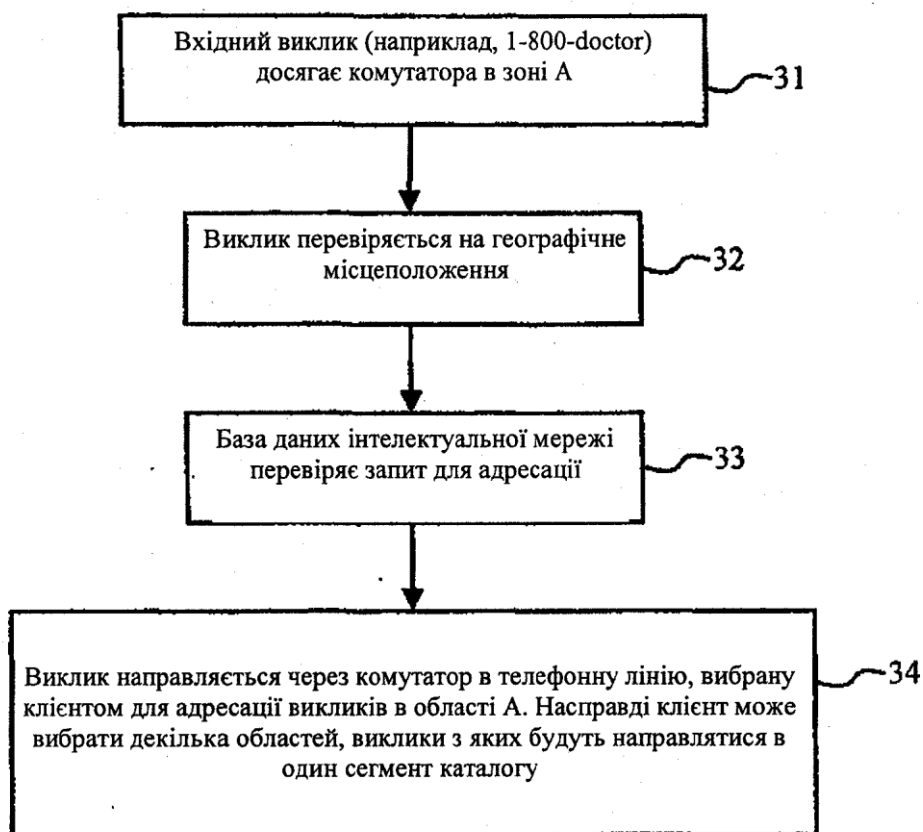 Вхідний виклик (наприклад, 1-800-doctor)
досягає комутатора в зоні А
31
Виклик перевіряється на географічне
місцеположення
32
База даних інтелектуальної мережі
перевіряє запит для адресації
33
Виклик направляється через комутатор в телефонну лінію, вибрану
клієнтом для адресації викликів в області А. Насправді клієнт може
вибрати декілька областей, виклики з яких будуть направлятися в
один сегмент каталогу
34